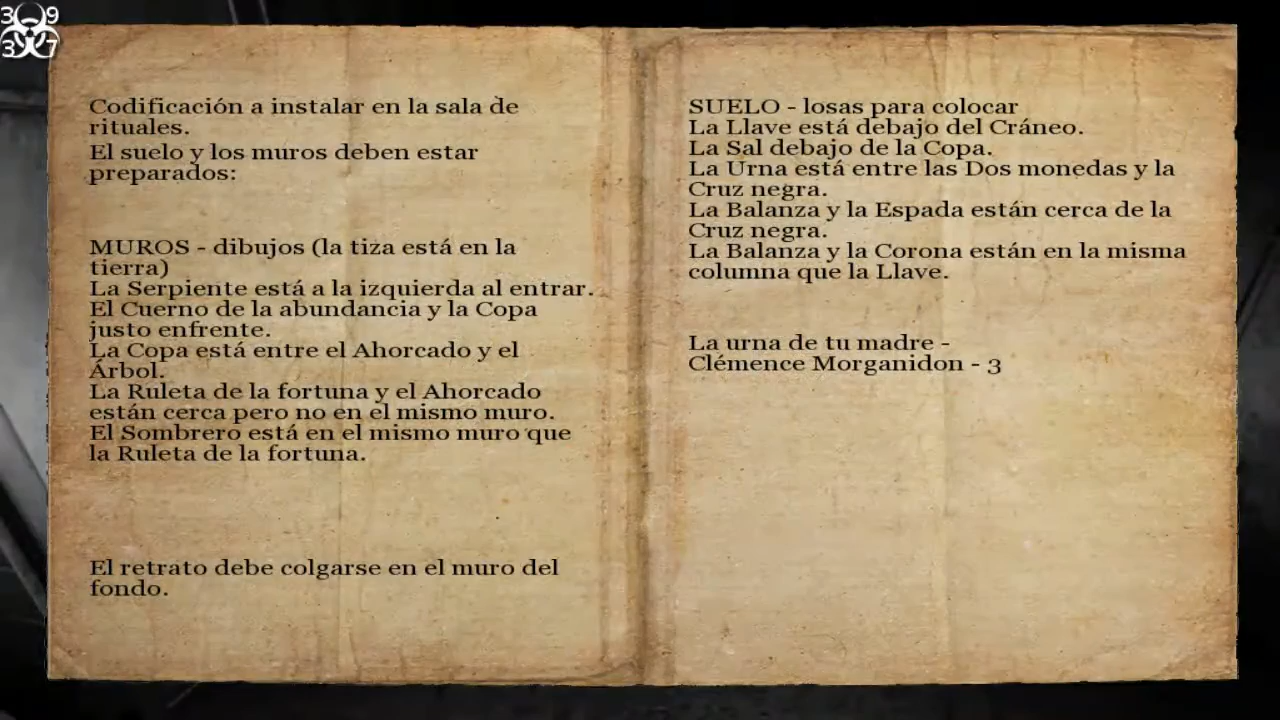 39
37
Codificación a instalar en la sala de
rituales.
El suelo y los muros deben estar
preparados:
MUROS - dibujos (la tiza está en la
tierra)
La Serpiente está a la izquierda al entrar.
El Cuerno de la abundancia y la Copa
justo enfrente.
La Copa está entre el Ahorcado y el
Árbol.
La Ruleta de la fortuna y el Ahorcado
están cerca pero no en el mismo muro.
El Sombrero está en el mismo muro que
la Ruleta de la fortuna.
El retrato debe colgarse en el muro del
fondo.
SUELO - losas para colocar
La Llave está debajo del Cráneo.
La Sal debajo de la Copa.
La Urna está entre las Dos monedas y la
Cruz negra.
La Balanza y la Espada están cerca de la
Cruz negra.
La Balanza y la Corona están en la misma
columna que la Llave.
La urna de tu madre -
Clémence Morganidon - 3